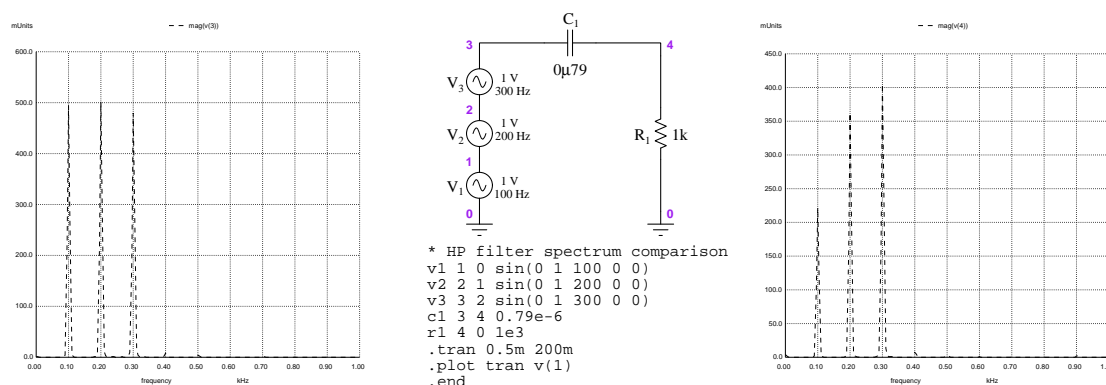 mUnits
mag(v(3))
600.0
500.0
400.0
300.0
200.0
100.0
0.0
0.0 0.10 0.20 0.30 0.40 0.50 0.60 0.70 0.80 0.90 1.00
frequency kHz
C1
3
4
0µ79
V3
1 V
300 Hz
2
V2
1 V
200 Hz
R1
1k
1
V1
1 V
100 Hz
0
0
* HP filter spectrum comparison
v1 1 0 sin(0 1 100 0 0)
v2 2 1 sin(0 1 200 0 0)
v3 3 2 sin(0 1 300 0 0)
c1 3 4 0.79e-6
r1 4 0 1e3
.tran 0.5m 200m
.plot tran v(1)
.end
mUnits
mag(v(4))
450.0
400.0
350.0
300.0
250.0
200.0
150.0
100.0
50.0
0.0
0.0 0.10 0.20 0.30 0.40 0.50 0.60 0.70 0.80 0.90
frequency kHz